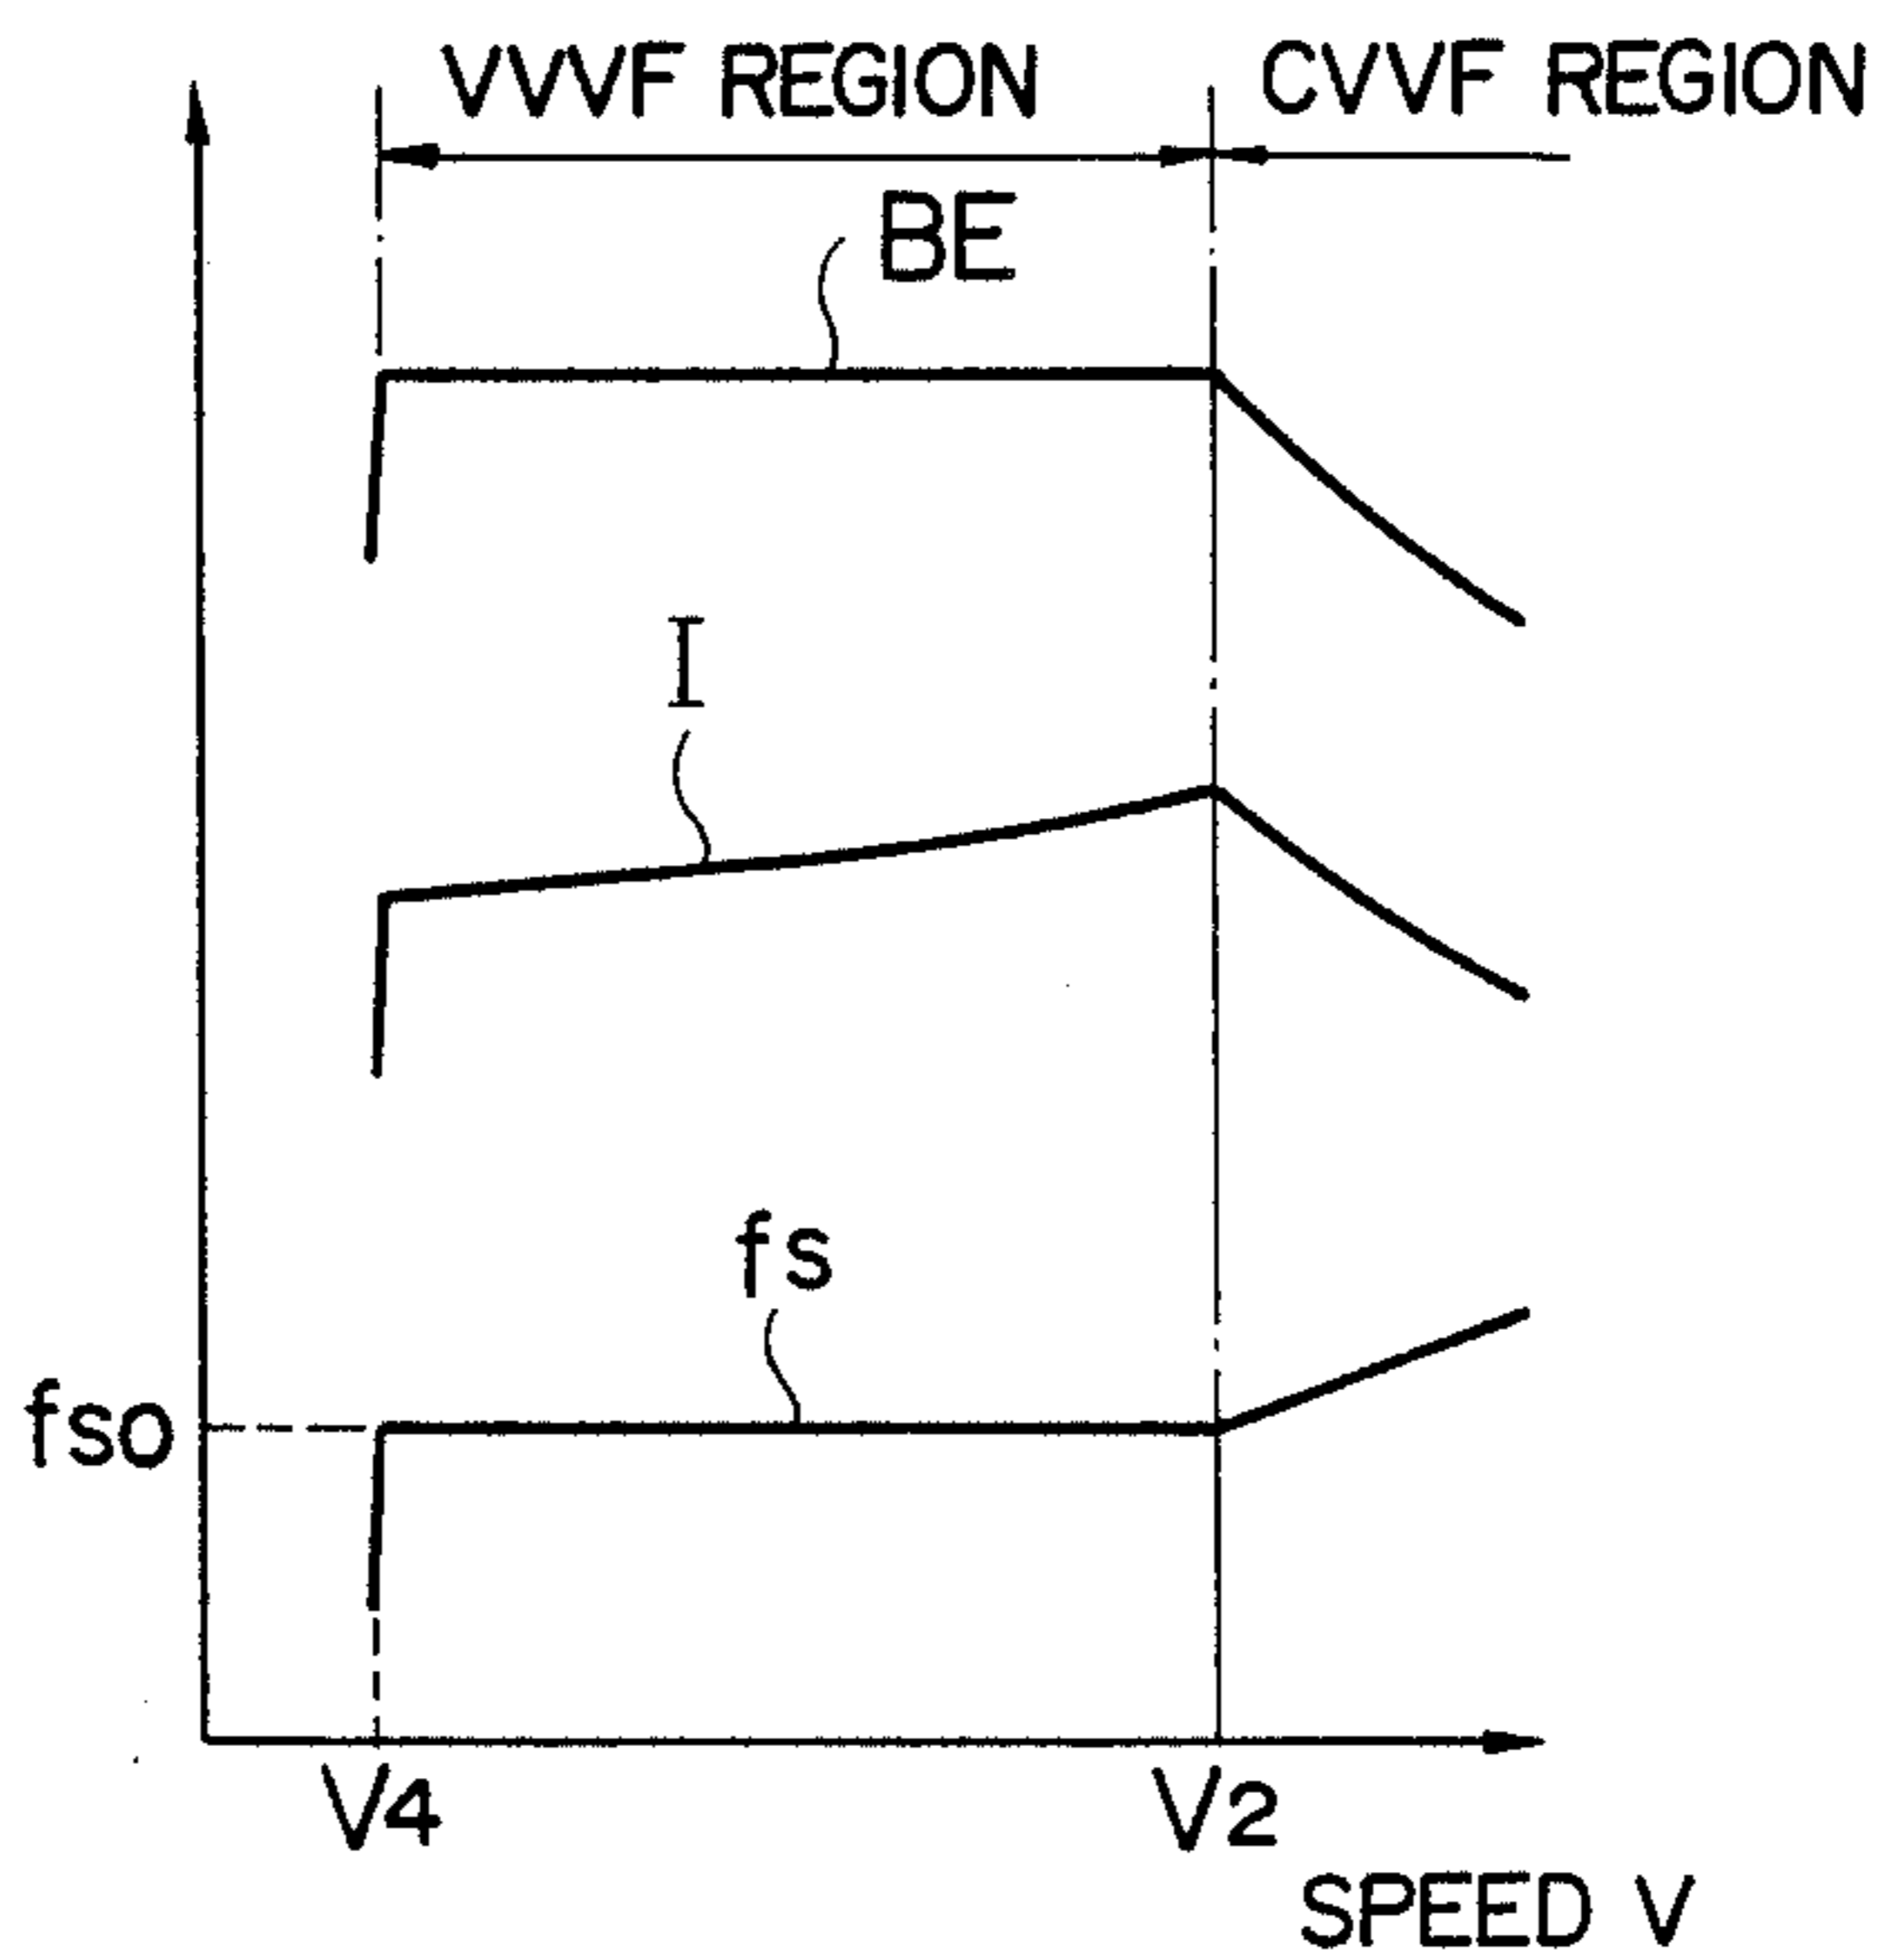 VVVF REGION
CVVF REGION
BE
I
fs
fso
V4
V2
SPEED V